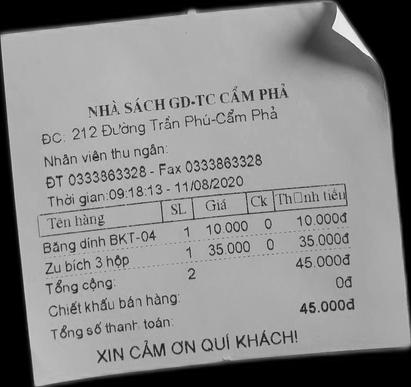 NHÀ SÁCH GD-TC CẨM PHẢ
ĐC: 212 Đường Trần Phú-Cẩm Phả
Nhân viên thu ngân:
ĐT 0333863328 - Fax 0333863328
Thời gian:09:18:13 - 11/08/2020
Tên hàng SL Giá Ck Th□nh tiền
Băng dính BKT-04 1 10.000 0 10.000đ
Zu bích 3 hộp 1 35.000 0 35.000đ
Tổng cộng: 2 45.000đ
Chiết khấu bán hàng: 0đ
Tổng số thanh toán: 45.000đ
XIN CẢM ƠN QUÍ KHÁCH!